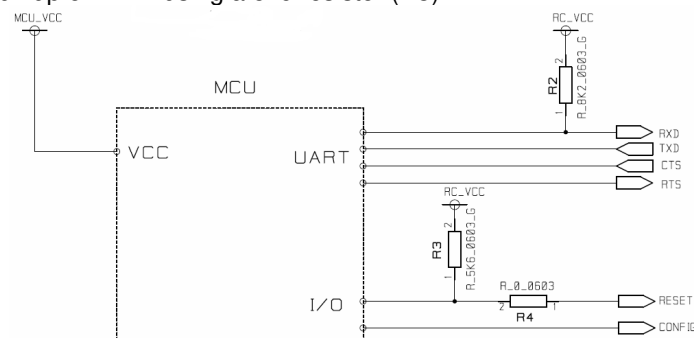 MCU_VCC
RC_VCC
MCU
R2
R_8K2_0603_G
2
1
VCC
UART
RXD
TXD
CTS
RTS
RC_VCC
R3
R_5K6_0603_G
2
1
I/O
R_0_0603
2
R4
1
RESET
CONFIG